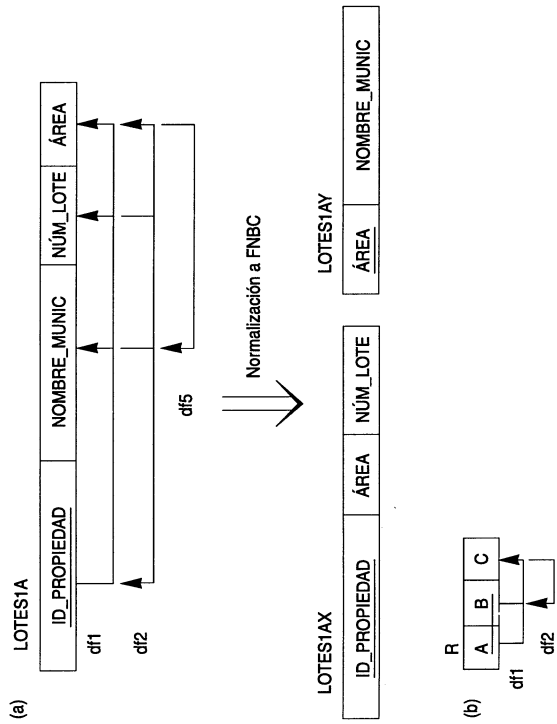 (a)
LOTES1A
ID_PROPIEDAD NOMBRE_MUNIC NÚM_LOTE ÁREA
df1
df2
df5
Normalización a FNBC
LOTES1AX
ID_PROPIEDAD ÁREA NÚM_LOTE
LOTES1AY
ÁREA NOMBRE_MUNIC
(b)
R
A B C
df1
df2